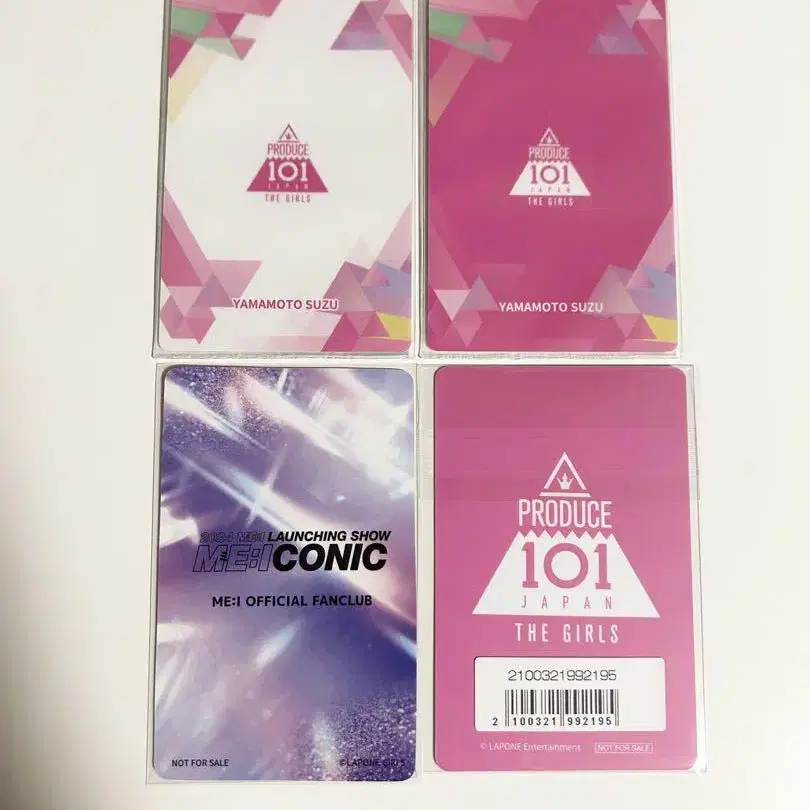 PRODUCE
101
JAPAN
THE GIRLS
YAMAMOTO SUZU
PRODUCE
101
JAPAN
THE GIRLS
YAMAMOTO SUZU
2024 ME:I LAUNCHING SHOW
ME:ICONIC
ME:I OFFICIAL FANCLUB
NOT FOR SALE
©LAPONE GIRLS
PRODUCE
101
JAPAN
THE GIRLS
2100321992195
2 100321 992195
© LAPONE Entertainment NOT FOR SALE